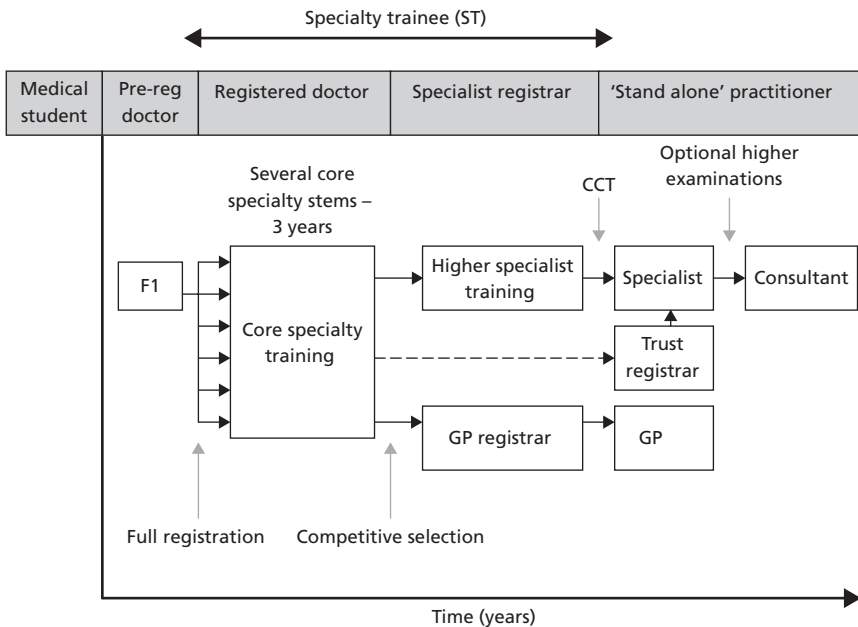 Specialty trainee (ST)
Medical
student
Pre-reg
doctor
Registered doctor
Specialist registrar
‘Stand alone’ practitioner
Several core
specialty stems –
3 years
CCT
Optional higher
examinations
F1
Core specialty
training
Higher specialist
training
Specialist
Consultant
Trust
registrar
GP registrar
GP
Full registration
Competitive selection
Time (years)